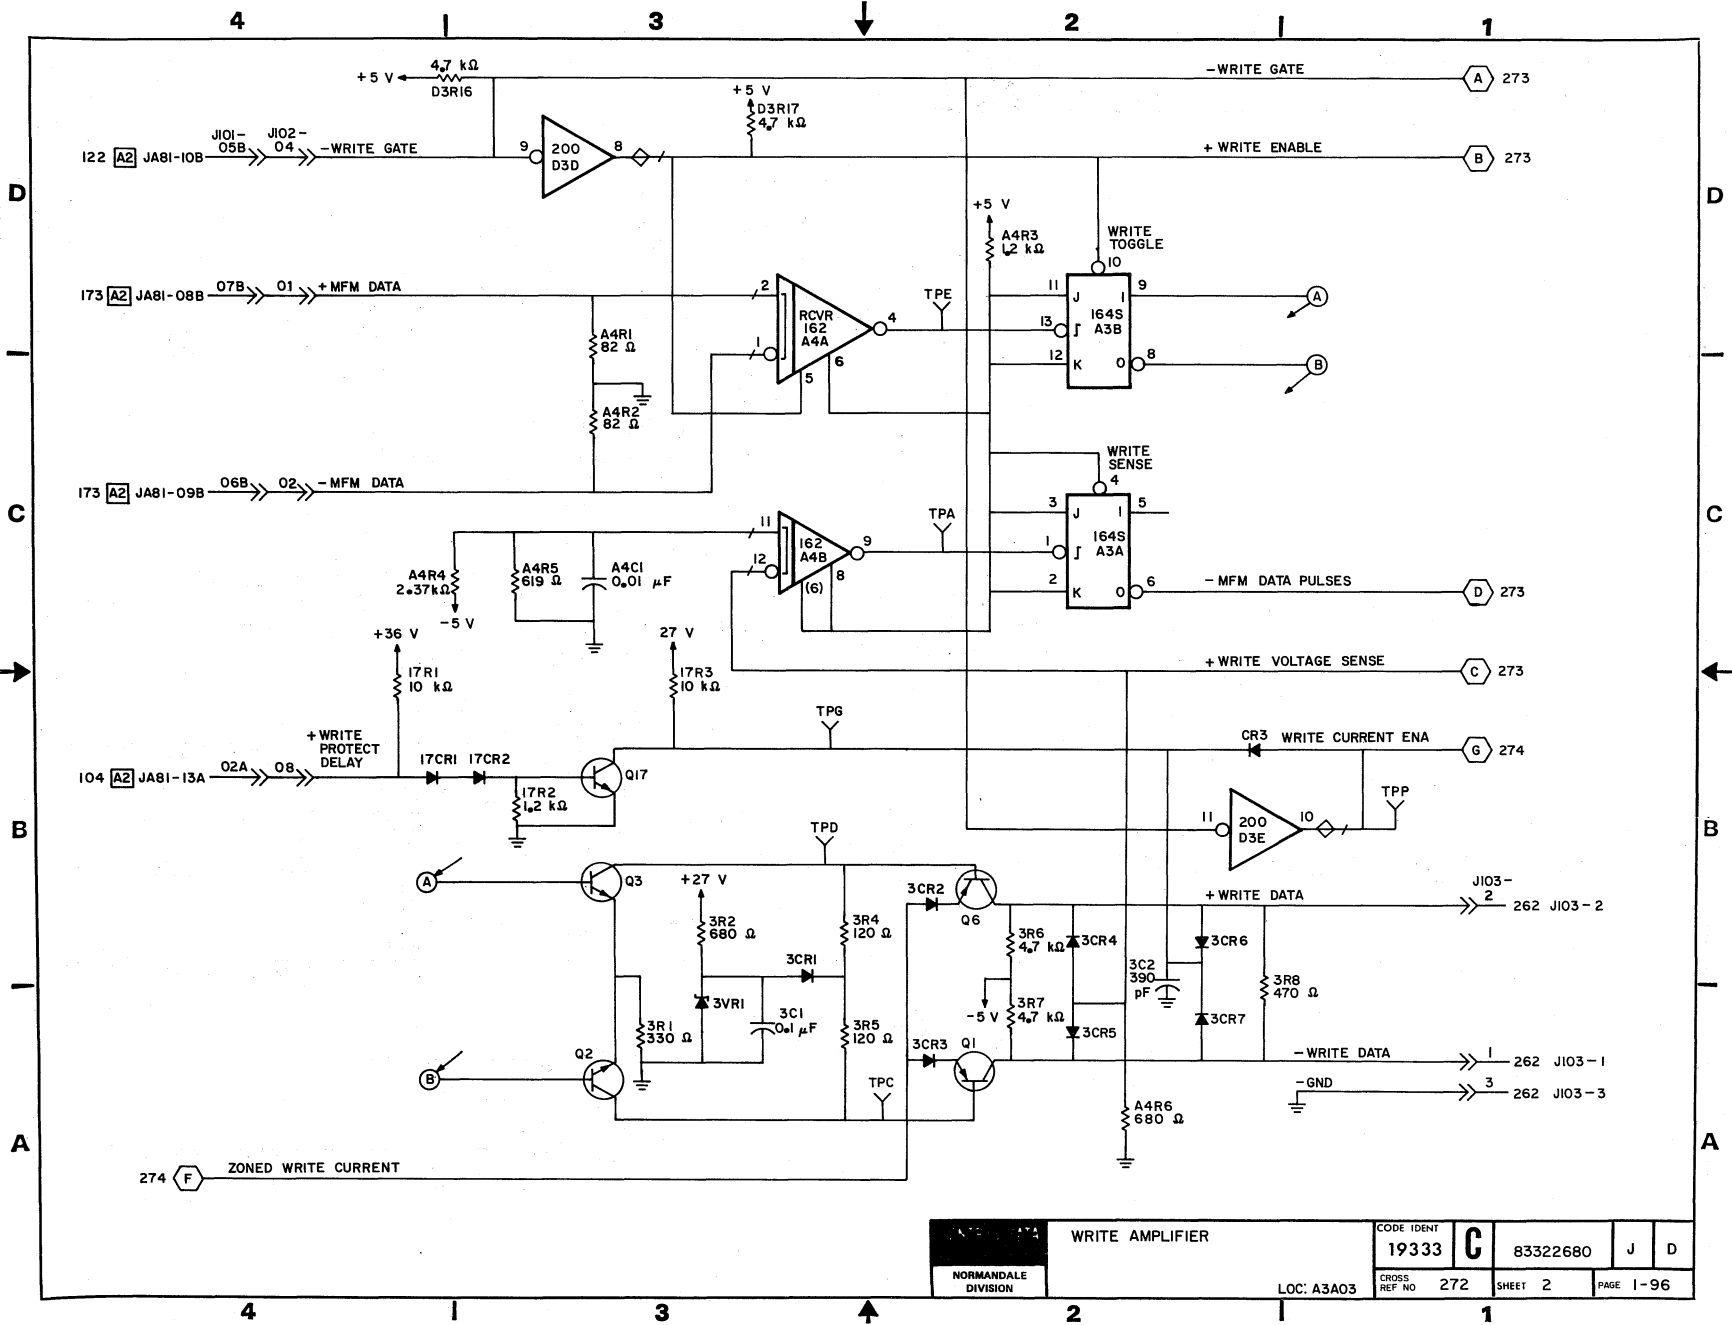 4 3 2 1
+5 V
4.7 kΩ
D3R16
-WRITE GATE
A 273
+5 V
D3R17
4.7 kΩ
122 A2 JA81-10B
J101-
05B
J102-
04
-WRITE GATE
9
200
D3D
8
+ WRITE ENABLE
B 273
D D
+5 V
A4R3
1.2 kΩ
WRITE
TOGGLE
10
173 A2 JA81-08B
07B
01
+MFM DATA
2
RCVR
162
A4A
4
TPE
11 J 1 9
A
164S
A3B
13
1
6
5
12 K 0 8
B
A4R1
82 Ω
A4R2
82 Ω
WRITE
SENSE
4
173 A2 JA81-09B
06B
02
-MFM DATA
C C
11
12
162
A4B
9
TPA
(6)
8
3 J 1 5
164S
A3A
1
2 K 0 6
-MFM DATA PULSES
D 273
A4R4
2.37kΩ
-5 V
A4R5
619 Ω
A4C1
0.01 μF
+36 V
17R1
10 kΩ
27 V
17R3
10 kΩ
+WRITE VOLTAGE SENSE
C 273
TPG
CR3
WRITE CURRENT ENA
G 274
+WRITE
PROTECT
DELAY
104 A2 JA81-13A
02A
08
17CR1 17CR2
Q17
17R2
1.2 kΩ
TPP
11
200
D3E
10
B B
TPD
A
Q3
+27 V
3R2
680 Ω
3R4
120 Ω
3CR2
Q6
+WRITE DATA
J103-
2
262 J103-2
3R6
4.7 kΩ
3CR4
3CR6
3CR1
3C2
390
pF
3R8
470 Ω
3VR1
3C1
0.1 μF
-5 V
3R7
4.7 kΩ
3CR5
3CR7
3R1
330 Ω
3R5
120 Ω
3CR3
Q1
B
Q2
-WRITE DATA
1
262 J103-1
-GND
3
262 J103-3
TPC
A4R6
680 Ω
A A
274 F
ZONED WRITE CURRENT
NORMANDALE
DIVISION
WRITE AMPLIFIER
LOC: A3A03
CODE IDENT
19333
C
83322680
J
D
CROSS
REF NO
272
SHEET 2
PAGE 1-96
4 3 2 1